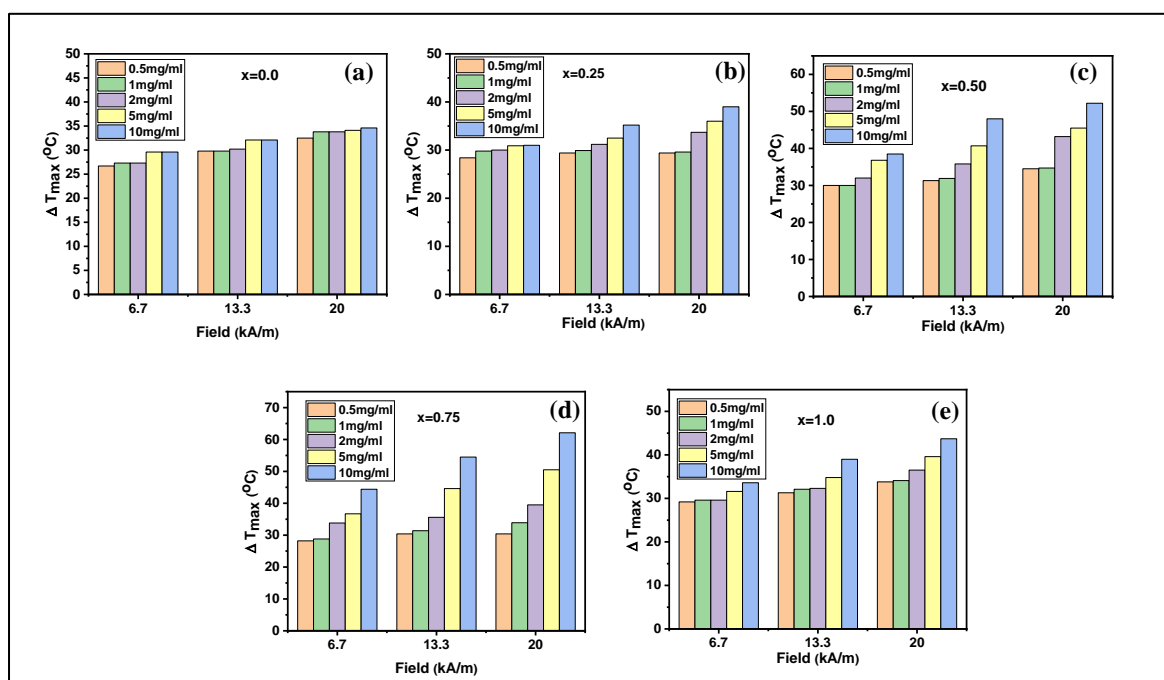 (a)
x=0.0
0.5mg/ml
1mg/ml
2mg/ml
5mg/ml
10mg/ml
50
45
40
35
30
25
20
15
10
5
0
Δ Tmax (°C)
6.7 13.3 20
Field (kA/m)
(b)
x=0.25
0.5mg/ml
1mg/ml
2mg/ml
5mg/ml
10mg/ml
50
40
30
20
10
0
Δ Tmax (°C)
6.7 13.3 20
Field (kA/m)
(c)
x=0.50
0.5mg/ml
1mg/ml
2mg/ml
5mg/ml
10mg/ml
60
50
40
30
20
10
0
Δ Tmax (°C)
6.7 13.3 20
Field (kA/m)
(d)
x=0.75
0.5mg/ml
1mg/ml
2mg/ml
5mg/ml
10mg/ml
70
60
50
40
30
20
10
0
Δ Tmax (°C)
6.7 13.3 20
Field (kA/m)
(e)
x=1.0
0.5mg/ml
1mg/ml
2mg/ml
5mg/ml
10mg/ml
50
40
30
20
10
0
Δ Tmax (°C)
6.7 13.3 20
Field (kA/m)